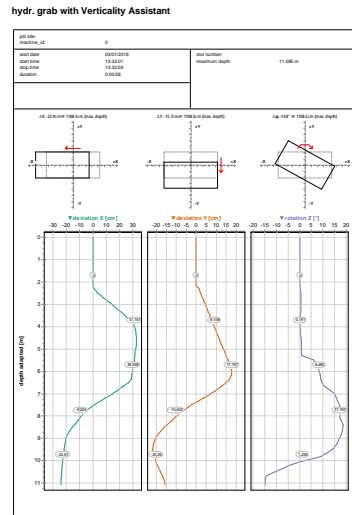 hydr. grab with Verticality Assistant
job site:
machine_id: 0
start date 03/01/2018
start time 13:32:01
stop time 13:32:59
duration 0:00:58
slot number:
maximum depth: 11.085 m
+Y +Y +Y
-X +X -X +X -X +X
-Y -Y -Y
▼deviation X [cm] ▼deviation Y [cm] ▼rotation Z [°]
-30 -20 -10 0 10 20 30 -20 -15 -10 -5 0 5 10 15 20 -20 -15 -10 -5 0 5 10 15 20
depth adepted [m]
0
1
2
3
4
5
6
7
8
9
10
11